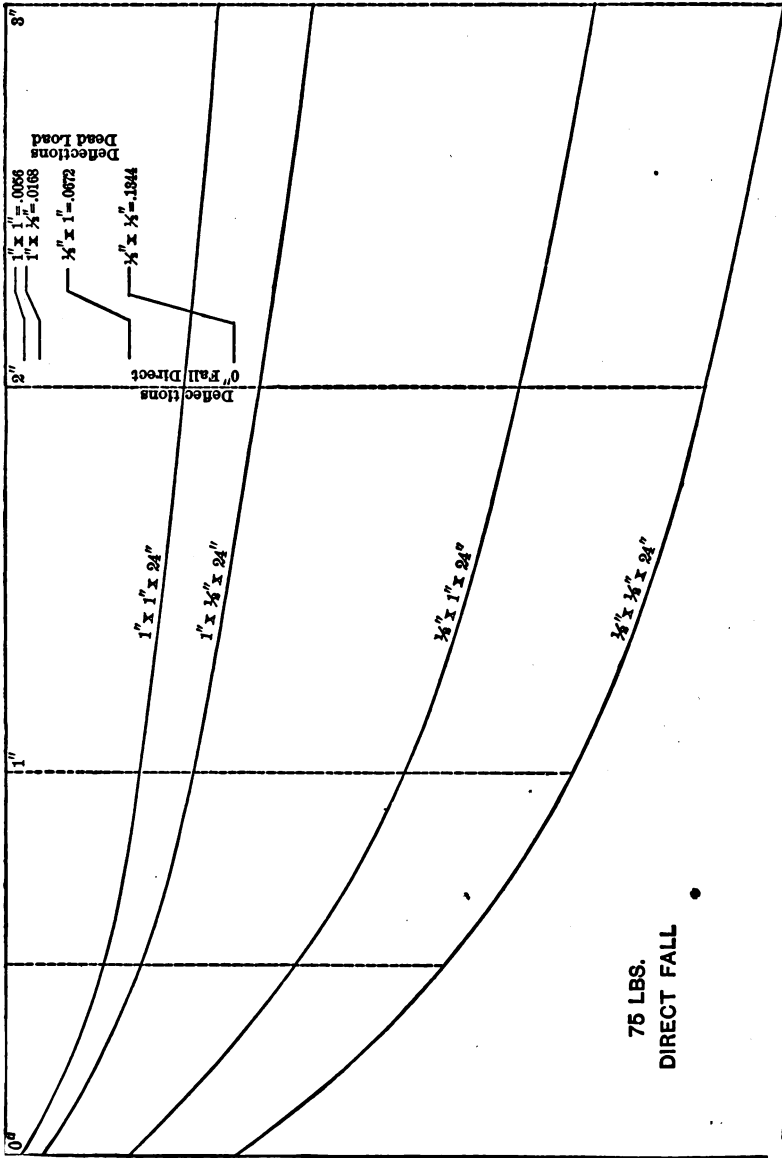 0"
1"
2"
3"
1" x 1" = .0056
1" x ½" = .0168
½" x 1" = .0672
½" x ½" = .1344
Deflections
Dead Load
Deflections
0" Fall Direct
1" x 1" x 24"
1" x ½" x 24"
½" x 1" x 24"
½" x ½" x 24"
75 LBS.
DIRECT FALL